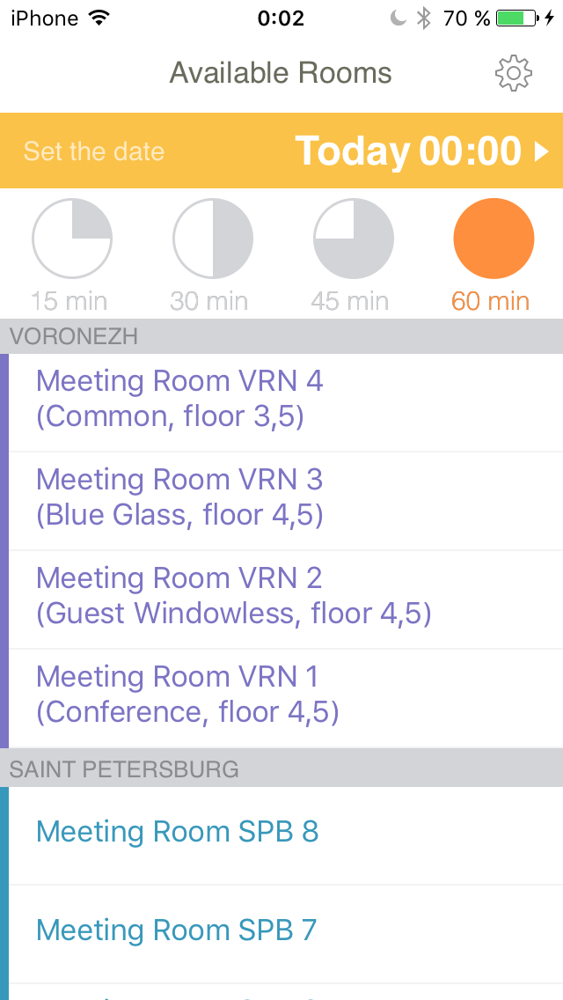 iPhone 0:02 70 %
Available Rooms
Set the date Today 00:00
15 min 30 min 45 min 60 min
VORONEZH
Meeting Room VRN 4
(Common, floor 3,5)
Meeting Room VRN 3
(Blue Glass, floor 4,5)
Meeting Room VRN 2
(Guest Windowless, floor 4,5)
Meeting Room VRN 1
(Conference, floor 4,5)
SAINT PETERSBURG
Meeting Room SPB 8
Meeting Room SPB 7